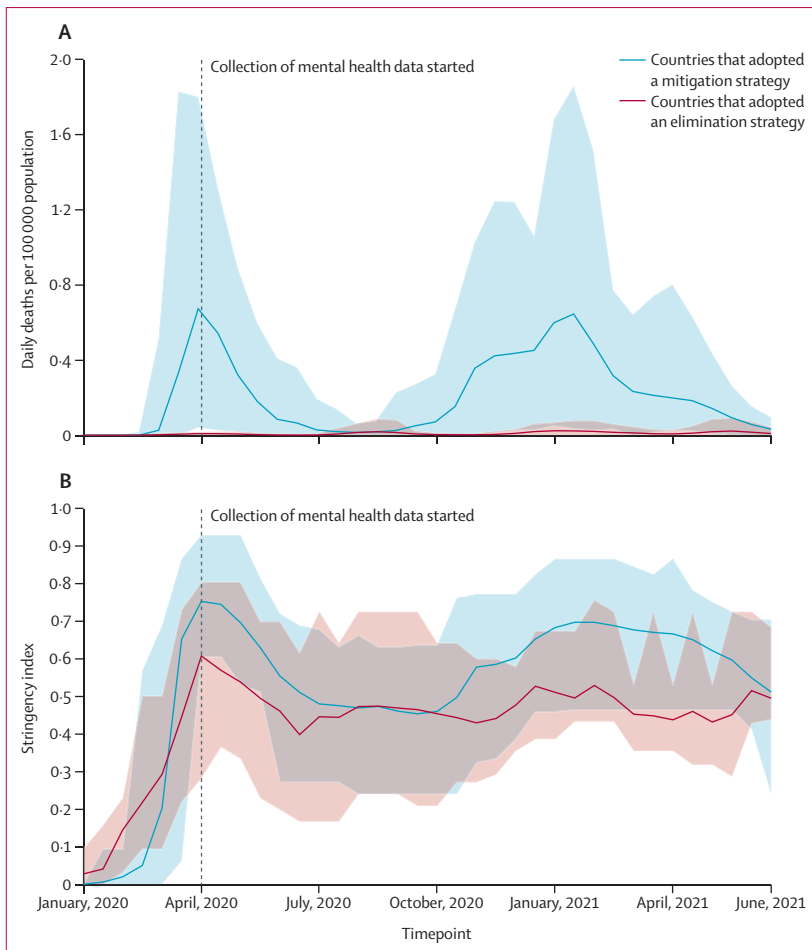 A
2·0
1·6
1·2
0·8
0·4
0
Daily deaths per 100 000 population
Collection of mental health data started
Countries that adopted
a mitigation strategy
Countries that adopted
an elimination strategy
B
1·0
0·9
0·8
0·7
0·6
0·5
0·4
0·3
0·2
0·1
0
Stringency index
Collection of mental health data started
January, 2020
April, 2020
July, 2020
October, 2020
January, 2021
April, 2021
June, 2021
Timepoint